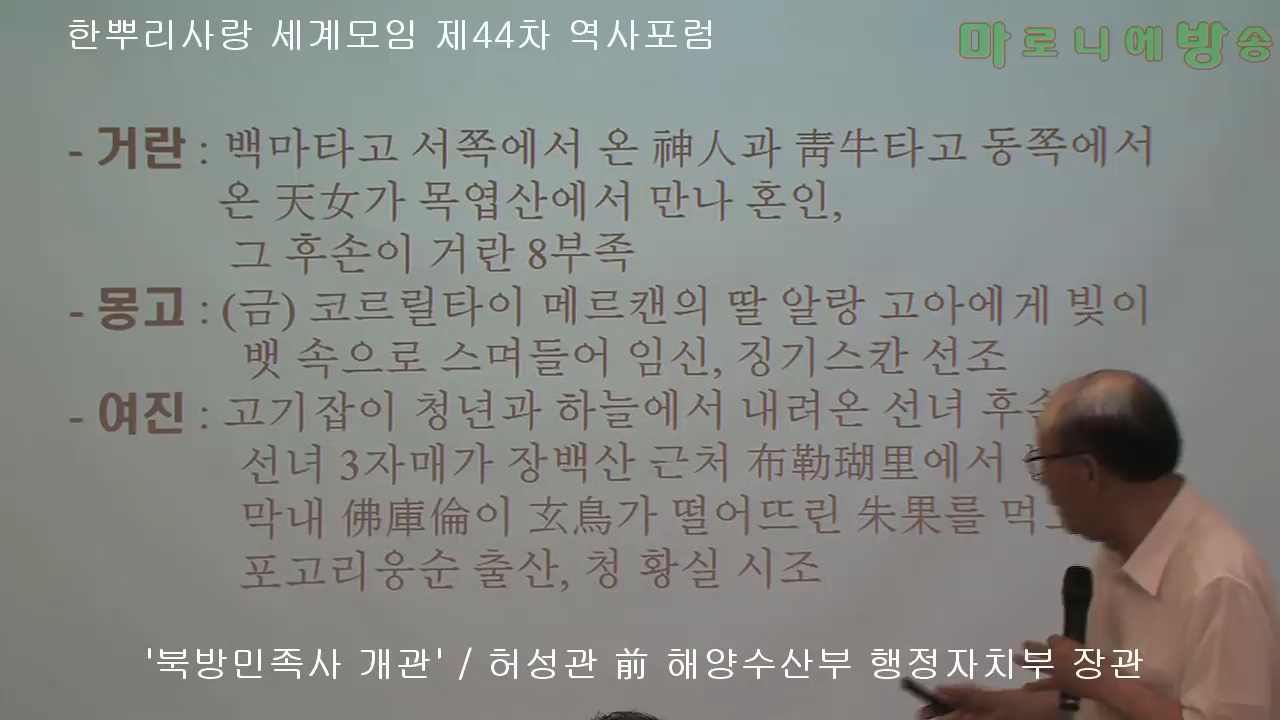 한뿌리사랑 세계모임 제44차 역사포럼
마로니에방송
- 거란 : 백마타고 서쪽에서 온 神人과 靑牛타고 동쪽에서
온 天女가 목엽산에서 만나 혼인,
그 후손이 거란 8부족
- 몽고 : (금) 코르릴타이 메르캔의 딸 알랑 고아에게 빛이
뱃 속으로 스며들어 임신, 징기스칸 선조
- 여진 : 고기잡이 청년과 하늘에서 내려온 선녀
선녀 3자매가 장백산 근처 布勒瑚里에서
막내 佛庫倫이 玄鳥가 떨어뜨린 朱果를
포고리웅순 출산, 청 황실 시조
'북방민족사 개관' / 허성관 前 해양수산부 행정자치부 장관